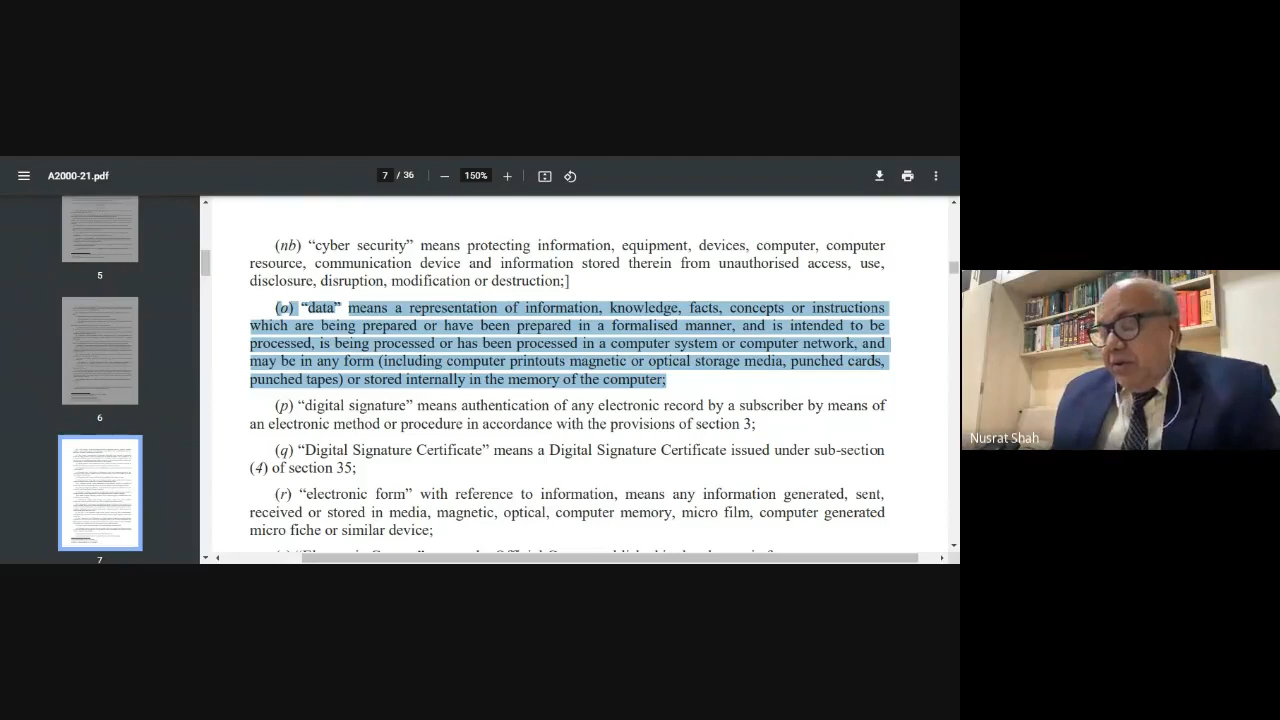 A2000-21.pdf
7 / 36
150%
5
6
7
(nb) “cyber security” means protecting information, equipment, devices, computer, computer
resource, communication device and information stored therein from unauthorised access, use,
disclosure, disruption, modification or destruction;]
(o) “data” means a representation of information, knowledge, facts, concepts or instructions
which are being prepared or have been prepared in a formalised manner, and is intended to be
processed, is being processed or has been processed in a computer system or computer network, and
may be in any form (including computer printouts magnetic or optical storage media, punched cards,
punched tapes) or stored internally in the memory of the computer;
(p) “digital signature” means authentication of any electronic record by a subscriber by means of
an electronic method or procedure in accordance with the provisions of section 3;
(q) “Digital Signature Certificate” means a Digital Signature Certificate issued under sub-section
(4) of section 35;
(r) “electronic form” with reference to information, means any information generated, sent,
received or stored in media, magnetic, optical, computer memory, micro film, computer generated
micro fiche or similar device;
Nusrat Shah